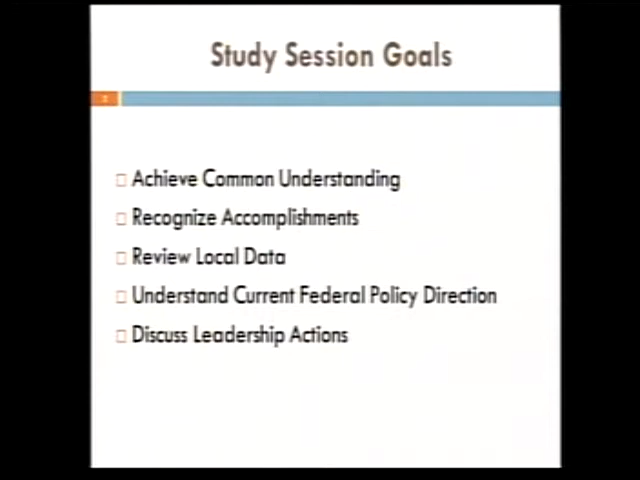 Study Session Goals
Achieve Common Understanding
Recognize Accomplishments
Review Local Data
Understand Current Federal Policy Direction
Discuss Leadership Actions